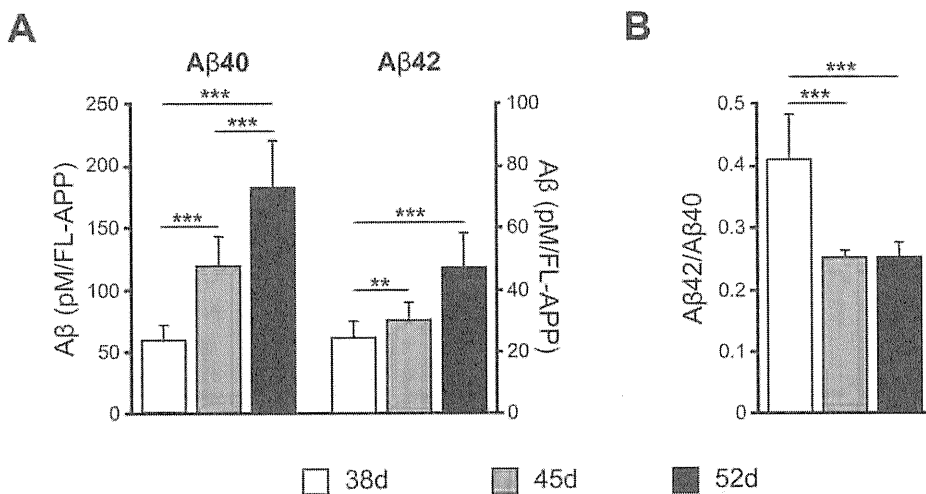 A
B
Aβ40
Aβ42
Aβ (pM/FL-APP)
250
200
150
100
50
0
***
***
***
***
**
100
80
60
40
20
0
Aβ (pM/FL-APP)
Aβ42/Aβ40
0.5
0.4
0.3
0.2
0.1
0
***
***
38d
45d
52d